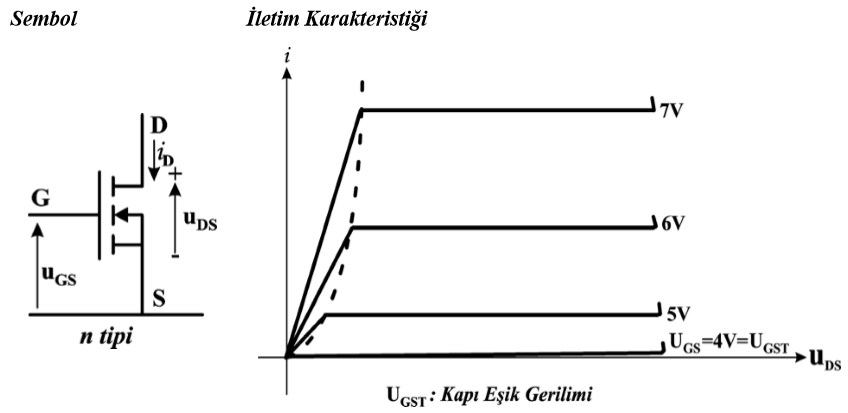 Sembol
İletim Karakteristiği
i
D
iD
+
G
uDS
-
uGS
S
n tipi
7V
6V
5V
UGS=4V=UGST
uDS
UGST : Kapı Eşik Gerilimi